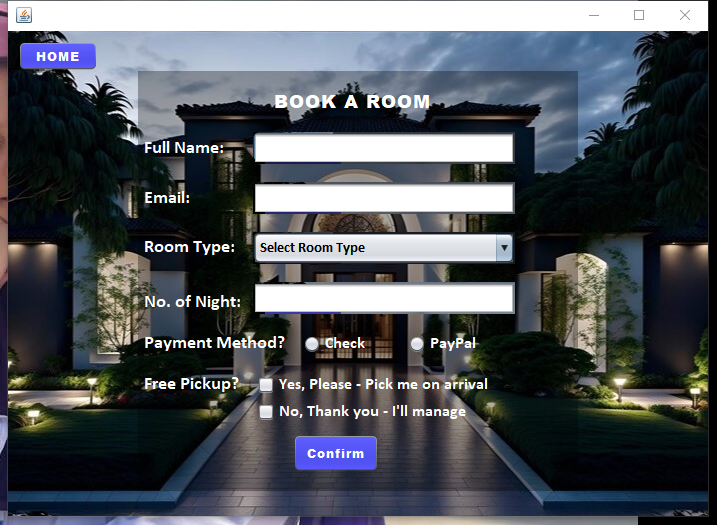 HOME
BOOK A ROOM
Full Name:
Email:
Room Type: Select Room Type
No. of Night:
Payment Method? Check PayPal
Free Pickup? Yes, Please - Pick me on arrival
No, Thank you - I'll manage
Confirm